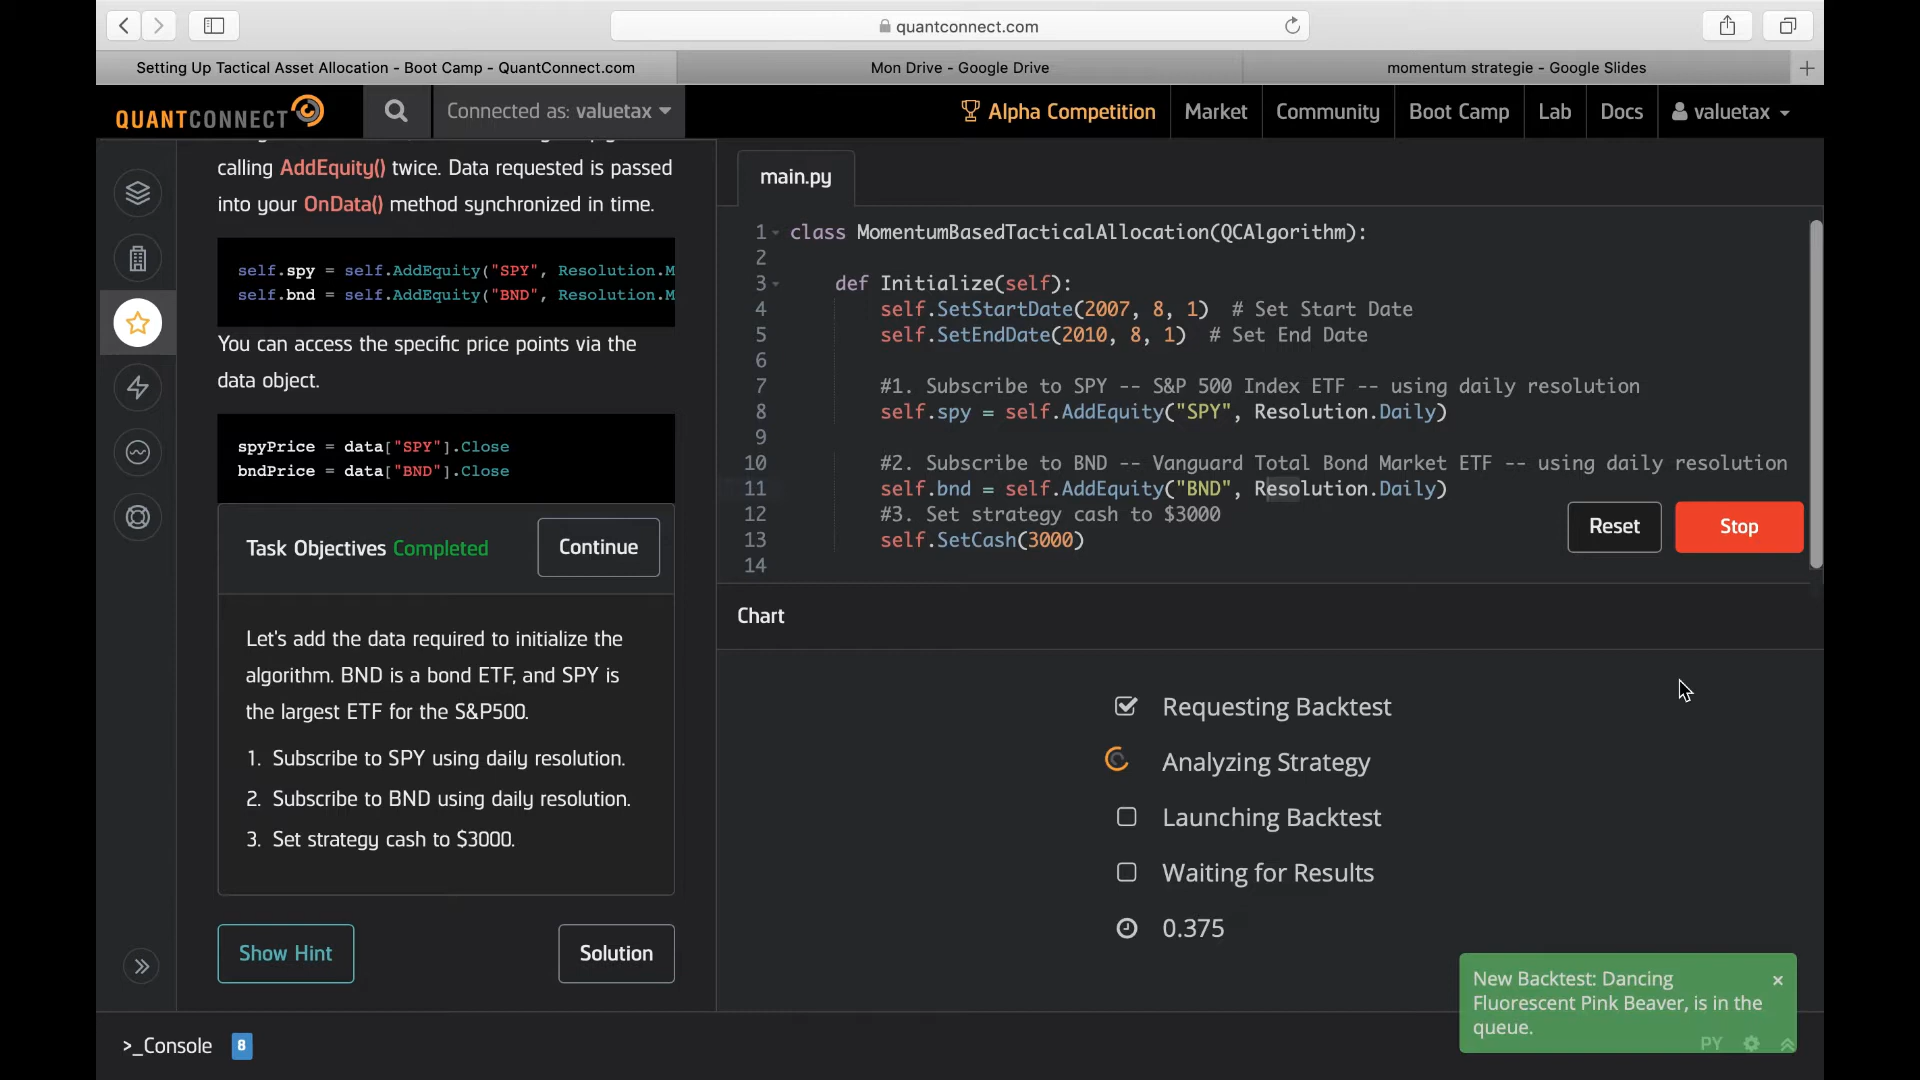 quantconnect.com
Setting Up Tactical Asset Allocation - Boot Camp - QuantConnect.com
Mon Drive - Google Drive
momentum strategie - Google Slides
QUANTCONNECT
Connected as: valuetax
Alpha Competition
Market
Community
Boot Camp
Lab
Docs
valuetax
calling AddEquity() twice. Data requested is passed
into your OnData() method synchronized in time.
self.spy = self.AddEquity("SPY", Resolution.M
self.bnd = self.AddEquity("BND", Resolution.M
You can access the specific price points via the
data object.
spyPrice = data["SPY"].Close
bndPrice = data["BND"].Close
Task Objectives Completed
Continue
Let's add the data required to initialize the
algorithm. BND is a bond ETF, and SPY is
the largest ETF for the S&P500.
1. Subscribe to SPY using daily resolution.
2. Subscribe to BND using daily resolution.
3. Set strategy cash to $3000.
Show Hint
Solution
main.py
1 class MomentumBasedTacticalAllocation(QCAlgorithm):
2
3 def Initialize(self):
4 self.SetStartDate(2007, 8, 1) # Set Start Date
5 self.SetEndDate(2010, 8, 1) # Set End Date
6
7 #1. Subscribe to SPY -- S&P 500 Index ETF -- using daily resolution
8 self.spy = self.AddEquity("SPY", Resolution.Daily)
9
10 #2. Subscribe to BND -- Vanguard Total Bond Market ETF -- using daily resolution
11 self.bnd = self.AddEquity("BND", Resolution.Daily)
12 #3. Set strategy cash to $3000
13 self.SetCash(3000)
14
Reset
Stop
Chart
Requesting Backtest
Analyzing Strategy
Launching Backtest
Waiting for Results
0.375
New Backtest: Dancing
Fluorescent Pink Beaver, is in the
queue.
PY
>_Console 8